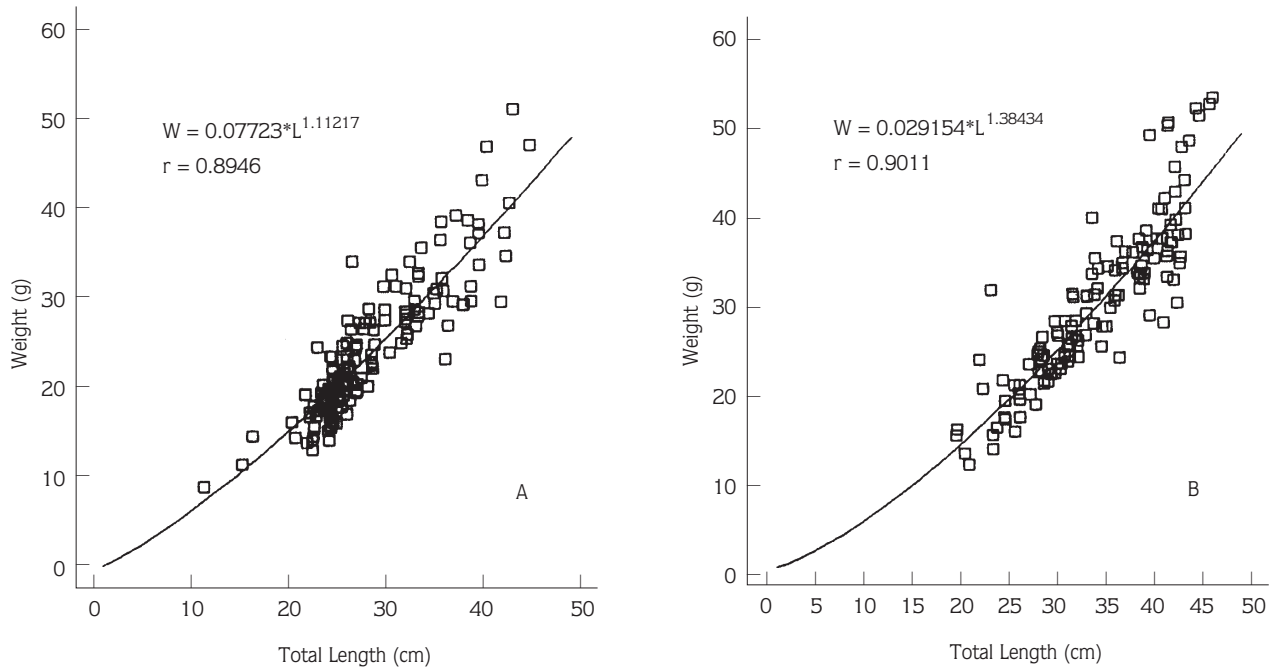 60
50
40
30
20
10
0
Weight (g)
W = 0.07723*L^1.11217
r = 0.8946
A
0 10 20 30 40 50
Total Length (cm)
60
50
40
30
20
10
0
Weight (g)
W = 0.029154*L^1.38434
r = 0.9011
B
0 5 10 15 20 25 30 35 40 45 50
Total Length (cm)